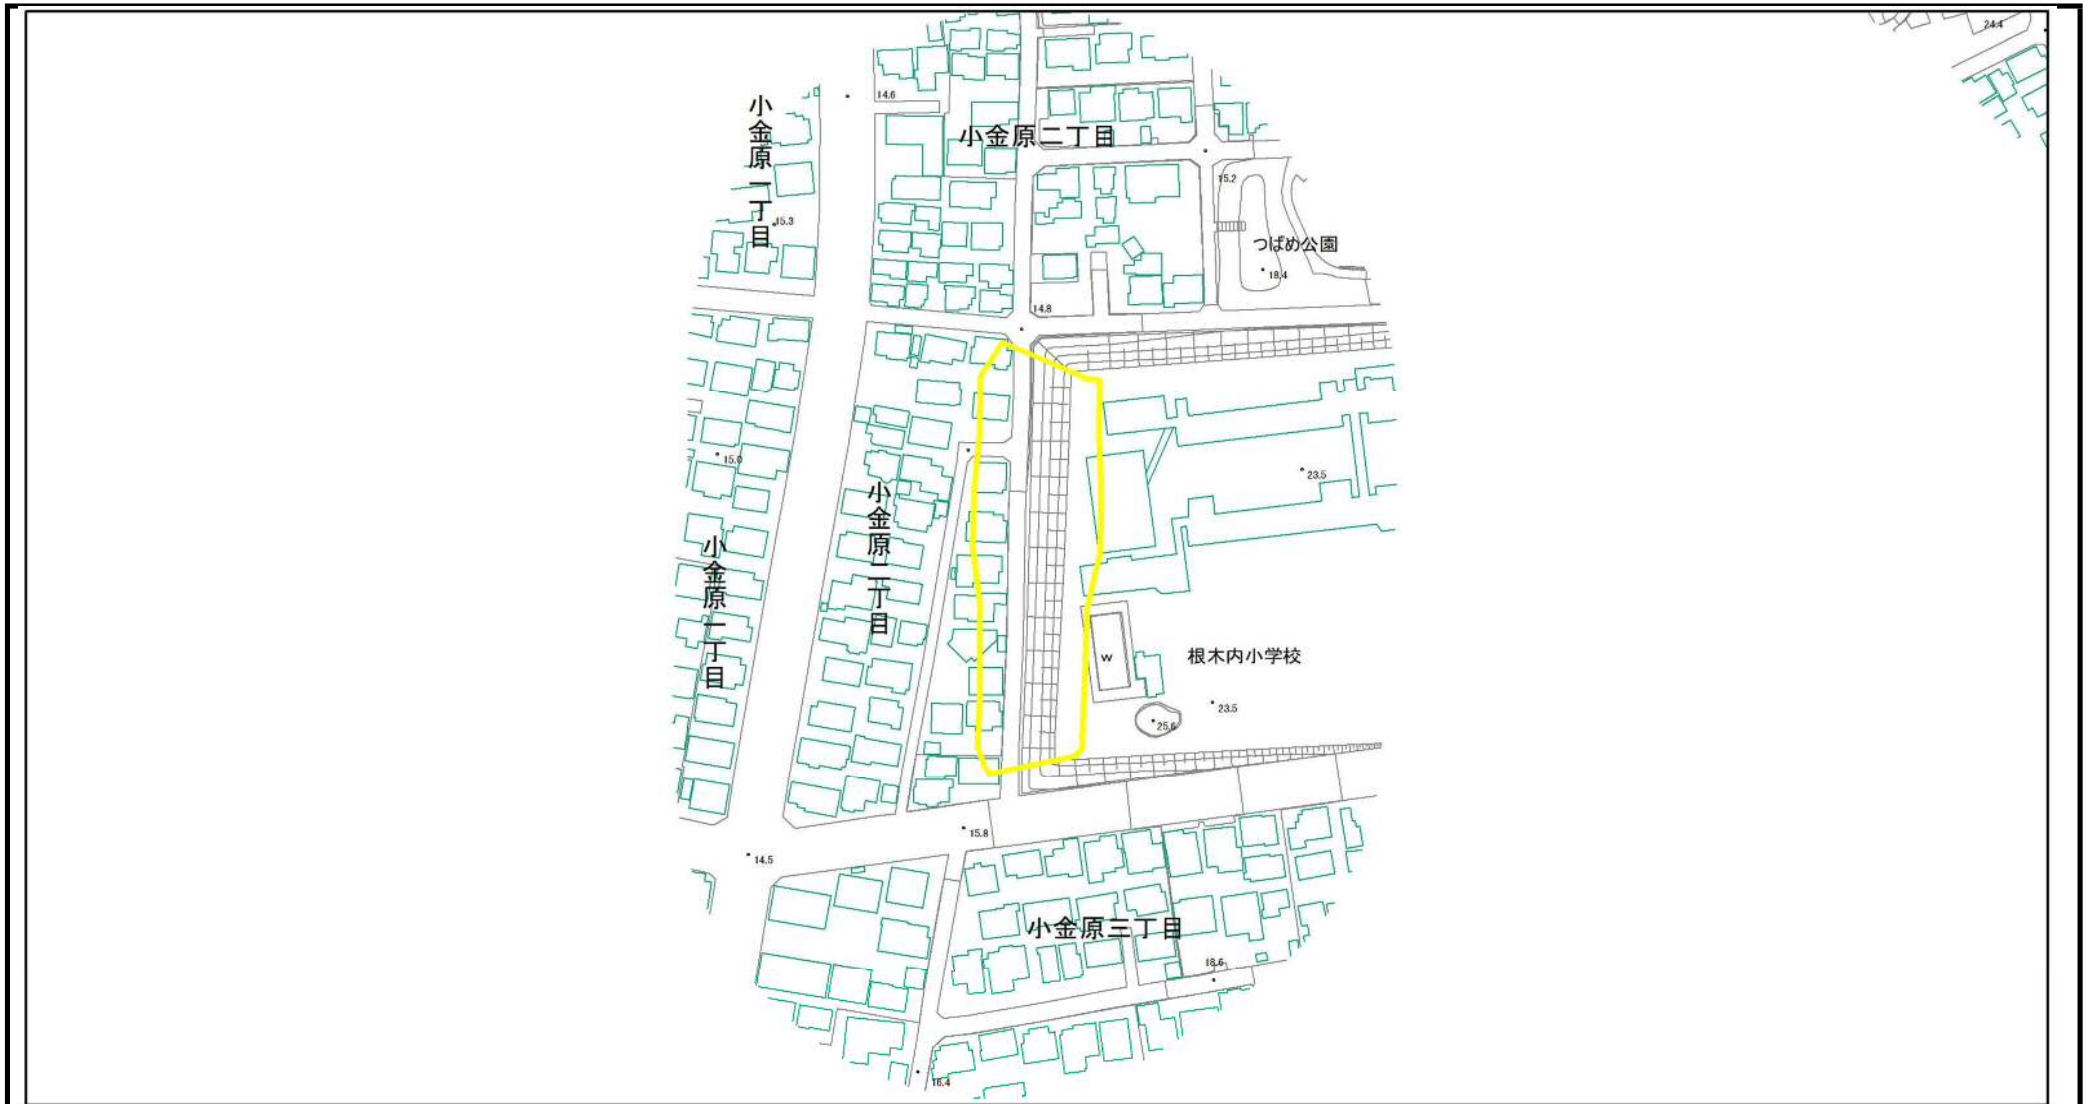 24.4
14.6
小金原一丁目
小金原二丁目
15.2
15.3
つばめ公園
18.4
14.8
15.0
23.5
小金原二丁目
小金原一丁目
W
根木内小学校
23.5
25.6
15.8
14.5
小金原三丁目
18.6
16.4